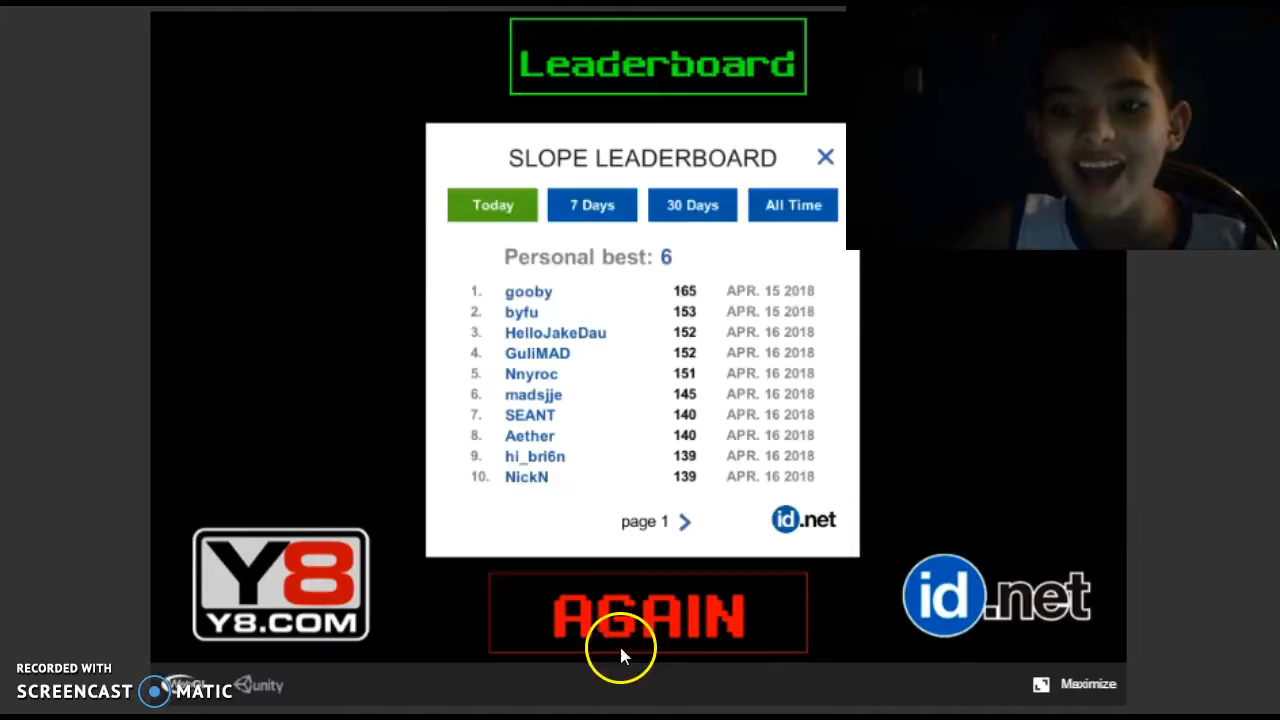 Leaderboard
SLOPE LEADERBOARD
Today 7 Days 30 Days All Time
Personal best: 6
1. gooby 165 APR. 15 2018
2. byfu 153 APR. 15 2018
3. HelloJakeDau 152 APR. 16 2018
4. GuliMAD 152 APR. 16 2018
5. Nnyroc 151 APR. 16 2018
6. madsjje 145 APR. 16 2018
7. SEANT 140 APR. 16 2018
8. Aether 140 APR. 16 2018
9. hi_bri6n 139 APR. 16 2018
10. NickN 139 APR. 16 2018
page 1
id.net
Y8
Y8.COM
AGAIN
id.net
RECORDED WITH
SCREENCAST MATIC
unity
Maximize